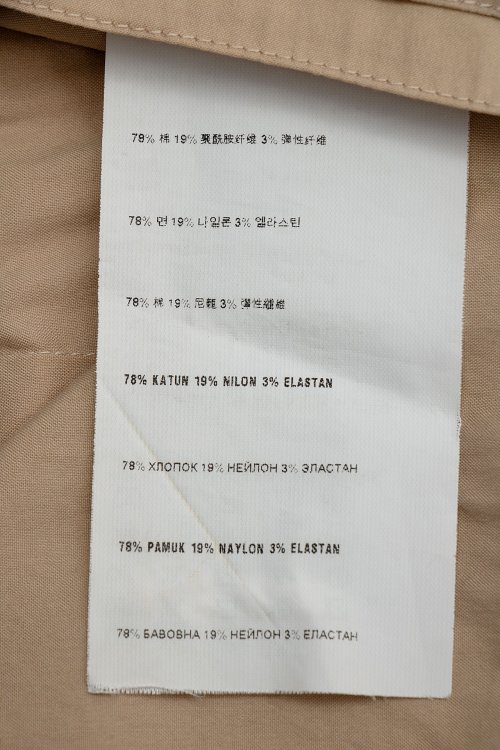 78% 棉 19% 聚酰胺纤维 3% 弹性纤维
78% 면 19% 나일론 3% 엘라스틴
78% 棉 19% 尼龍 3% 彈性纖維
78% KATUN 19% NILON 3% ELASTAN
78% ХЛОПОК 19% НЕЙЛОН 3% ЭЛАСТАН
78% PAMUK 19% NAYLON 3% ELASTAN
78% БАВОВНА 19% НЕЙЛОН 3% ЕЛАСТАН